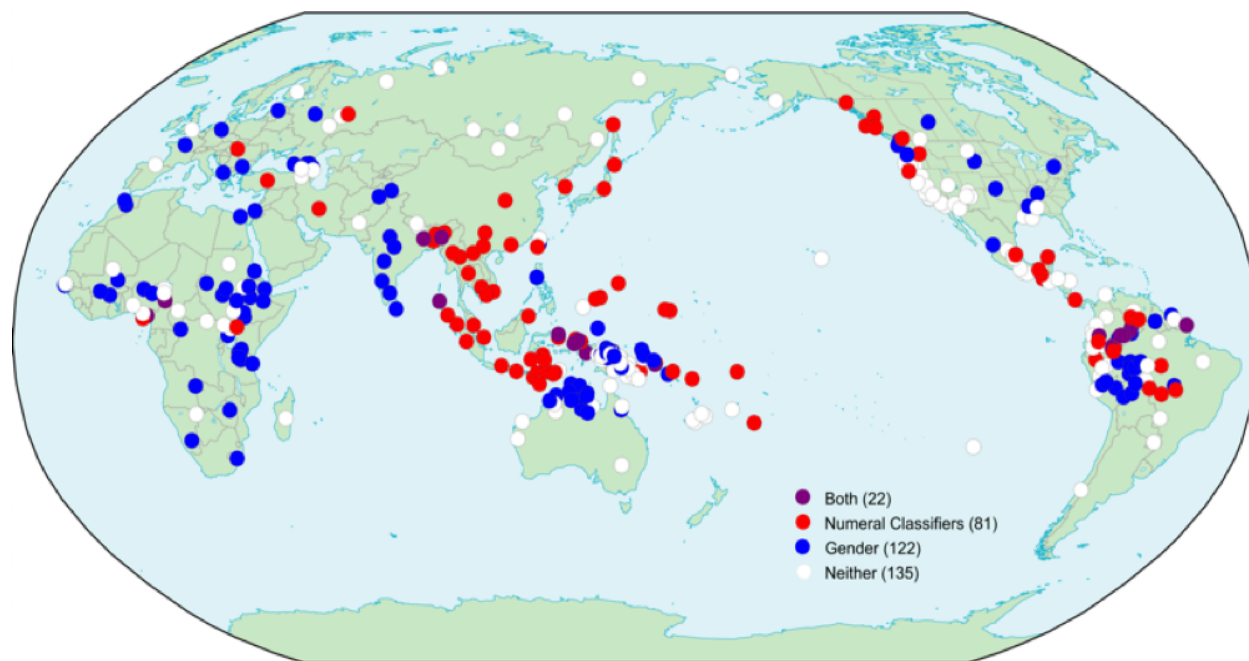 Both (22)
Numeral Classifiers (81)
Gender (122)
Neither (135)